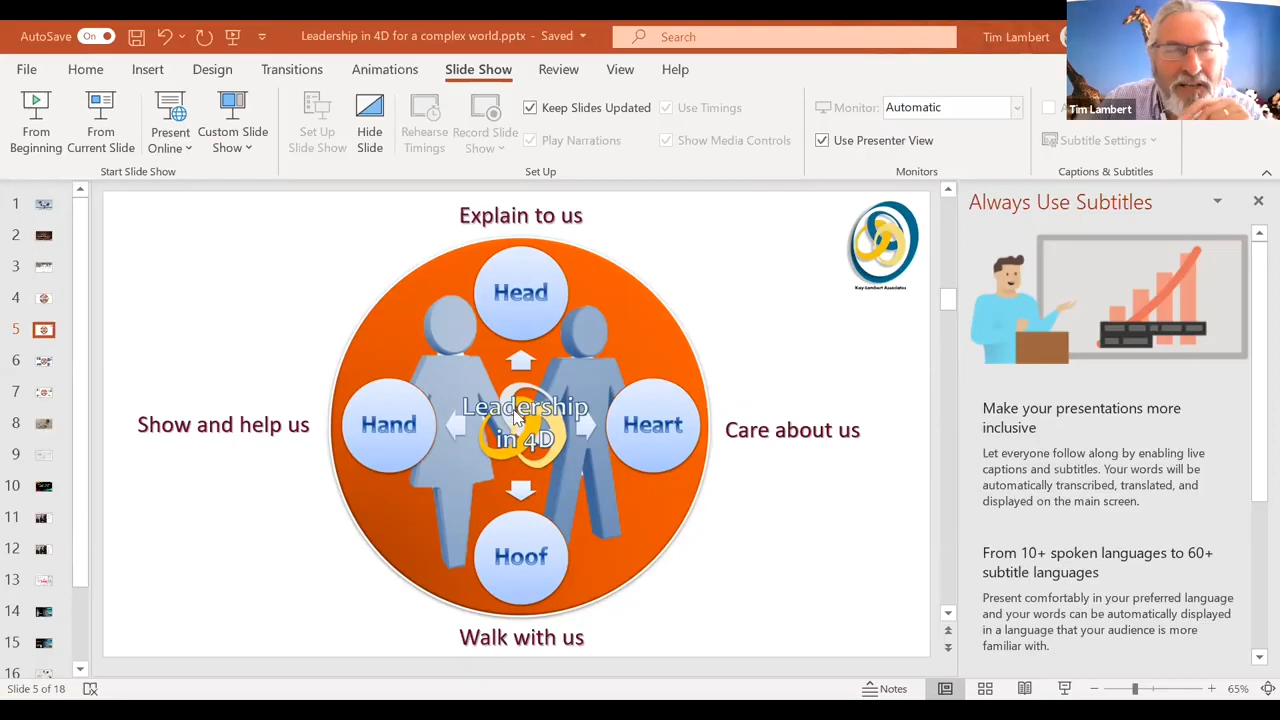 AutoSave On
Leadership in 4D for a complex world.pptx - Saved
Search
Tim Lambert
File Home Insert Design Transitions Animations Slide Show Review View Help
From Beginning
From Current Slide
Present Online
Custom Slide Show
Start Slide Show
Set Up Slide Show
Hide Slide
Rehearse Timings
Record Slide Show
Keep Slides Updated
Play Narrations
Use Timings
Show Media Controls
Set Up
Monitor: Automatic
Use Presenter View
Monitors
Subtitle Settings
Captions & Subtitles
Tim Lambert
1
2
3
4
5
6
7
8
9
10
11
12
13
14
15
16
Explain to us
Head
Kay-Lambert Associates
Show and help us
Hand
Leadership
in 4D
Heart
Care about us
Hoof
Walk with us
Always Use Subtitles
Make your presentations more
inclusive
Let everyone follow along by enabling live
captions and subtitles. Your words will be
automatically transcribed, translated, and
displayed on the main screen.
From 10+ spoken languages to 60+
subtitle languages
Present comfortably in your preferred language
and your words can be automatically displayed
in a language that your audience is more
familiar with.
Slide 5 of 18
Notes
65%